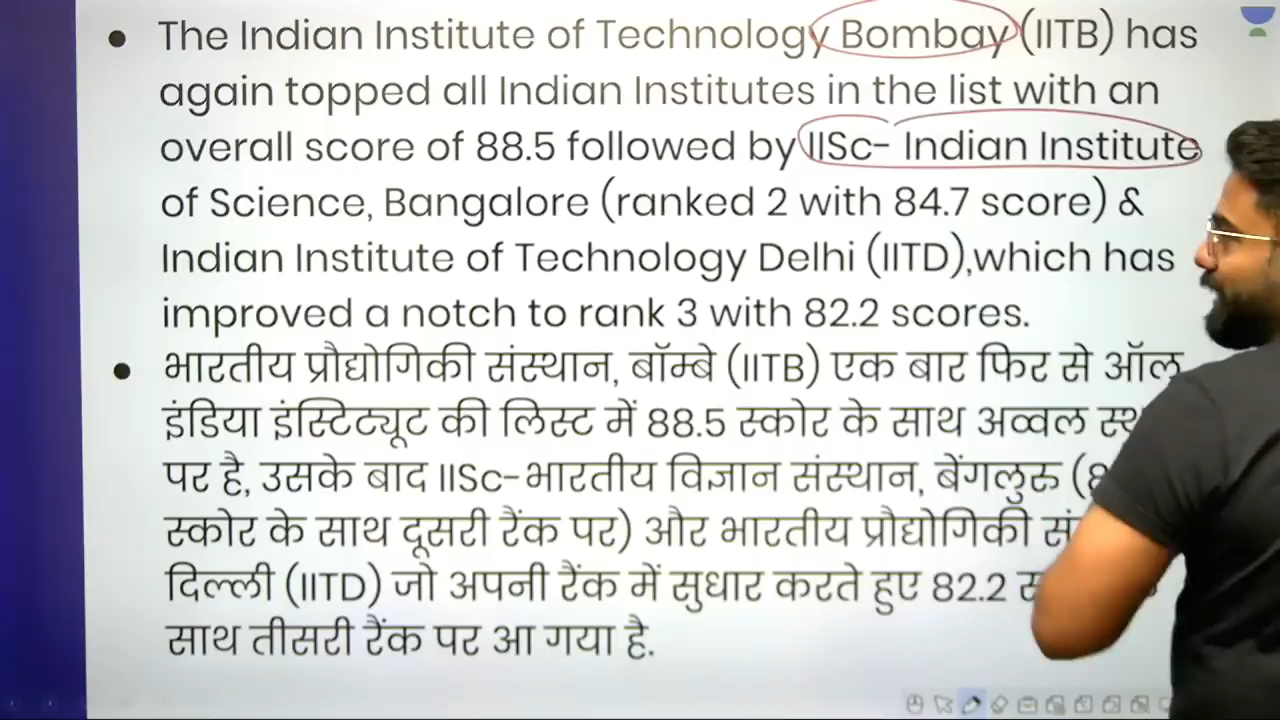 The Indian Institute of Technology Bombay (IITB) has
again topped all Indian Institutes in the list with an
overall score of 88.5 followed by IISc- Indian Institute
of Science, Bangalore (ranked 2 with 84.7 score) &
Indian Institute of Technology Delhi (IITD),which has
improved a notch to rank 3 with 82.2 scores.
भारतीय प्रौद्योगिकी संस्थान, बॉम्बे (IITB) एक बार फिर से ऑल
इंडिया इंस्टिट्यूट की लिस्ट में 88.5 स्कोर के साथ अव्वल
पर है, उसके बाद IISc-भारतीय विज्ञान संस्थान, बेंगलुरु
स्कोर के साथ दूसरी रैंक पर) और भारतीय प्रौद्योगिकी
दिल्ली (IITD) जो अपनी रैंक में सुधार करते हुए 82.2
साथ तीसरी रैंक पर आ गया है.